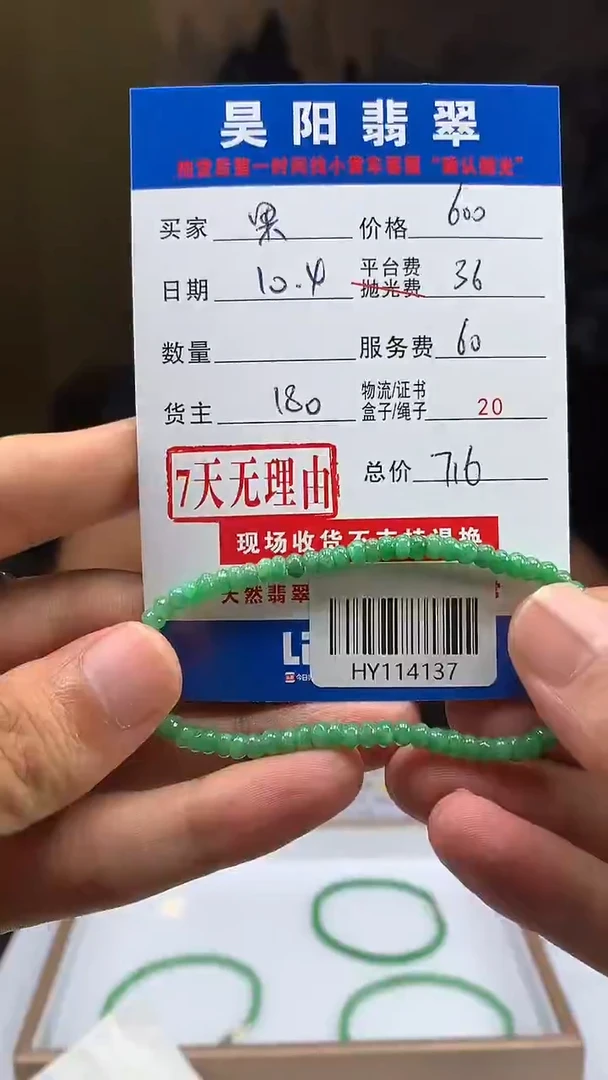 昊阳翡翠
买家 果 价格 600
日期 10.4 平台费 36
抛光费
数量 服务费 60
货主 180 物流/证书
盒子/绳子 20
7天无理由 总价 716
现场收货不支持退换
天然翡翠
Li
HY114137